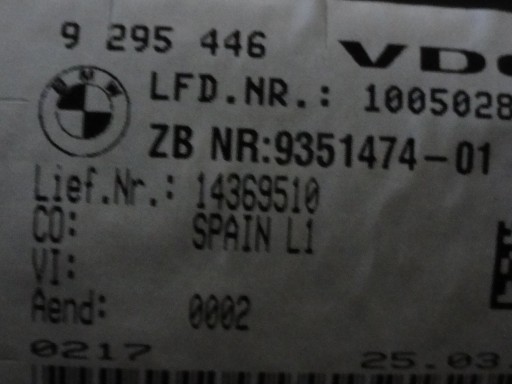 9 295 446
BMW
LFD.NR.: 1005028
ZB NR:9351474-01
Lief.Nr.: 14369510
CO: SPAIN L1
VI:
Aend: 0002
0217 25.03.